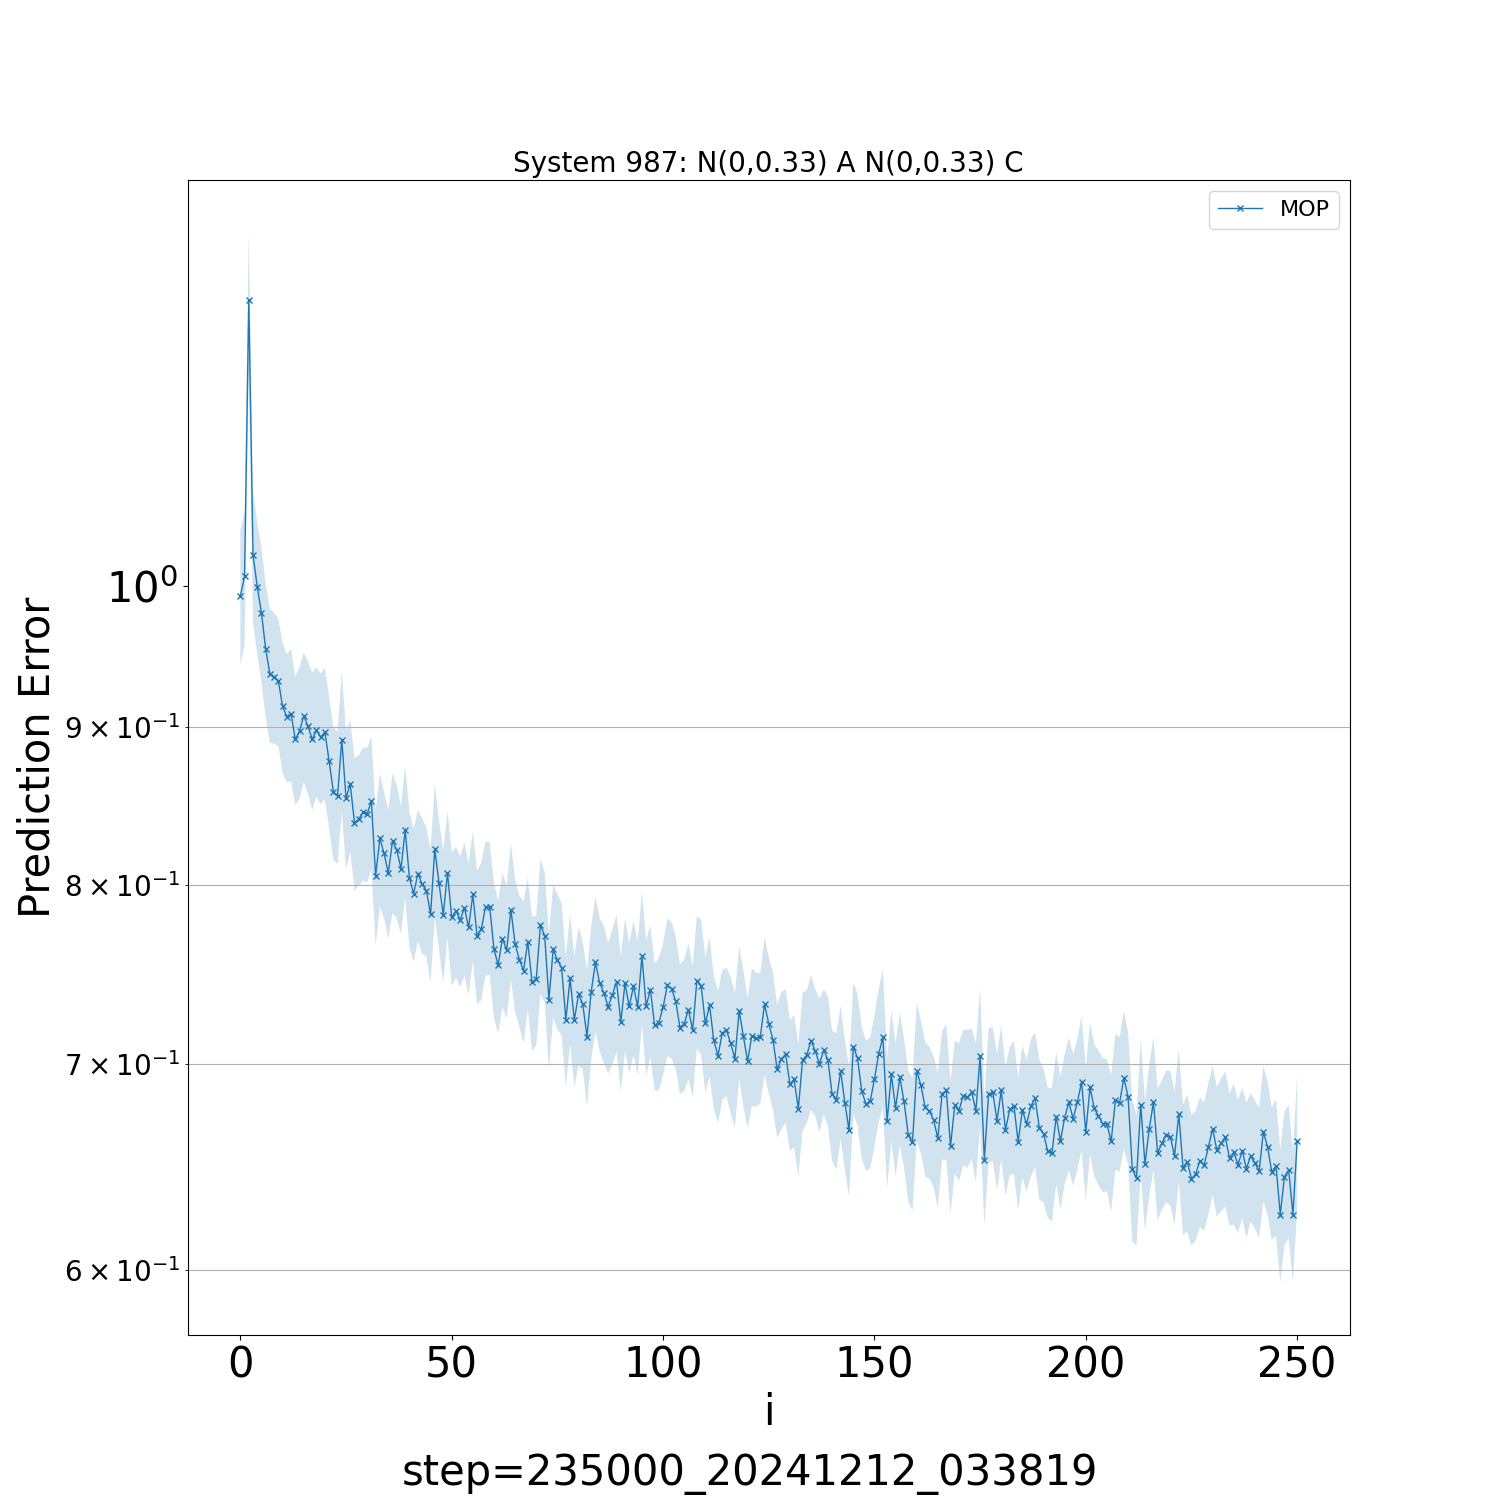 System 987: N(0,0.33) A N(0,0.33) C
MOP
Prediction Error
10⁰
9 × 10⁻¹
8 × 10⁻¹
7 × 10⁻¹
6 × 10⁻¹
0 50 100 150 200 250
i
step=235000_20241212_033819